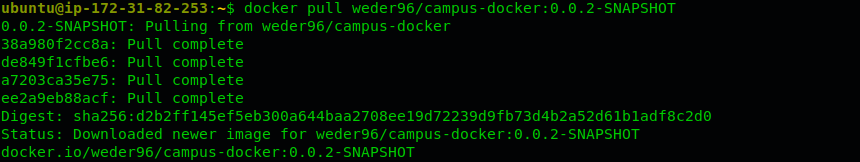 ubuntu@ip-172-31-82-253:~$ docker pull weder96/campus-docker:0.0.2-SNAPSHOT
0.0.2-SNAPSHOT: Pulling from weder96/campus-docker
38a980f2cc8a: Pull complete
de849f1cfbe6: Pull complete
a7203ca35e75: Pull complete
ee2a9eb88acf: Pull complete
Digest: sha256:d2b2ff145ef5eb300a644baa2708ee19d72239d9fb73d4b2a52d61b1adf8c2d0
Status: Downloaded newer image for weder96/campus-docker:0.0.2-SNAPSHOT
docker.io/weder96/campus-docker:0.0.2-SNAPSHOT